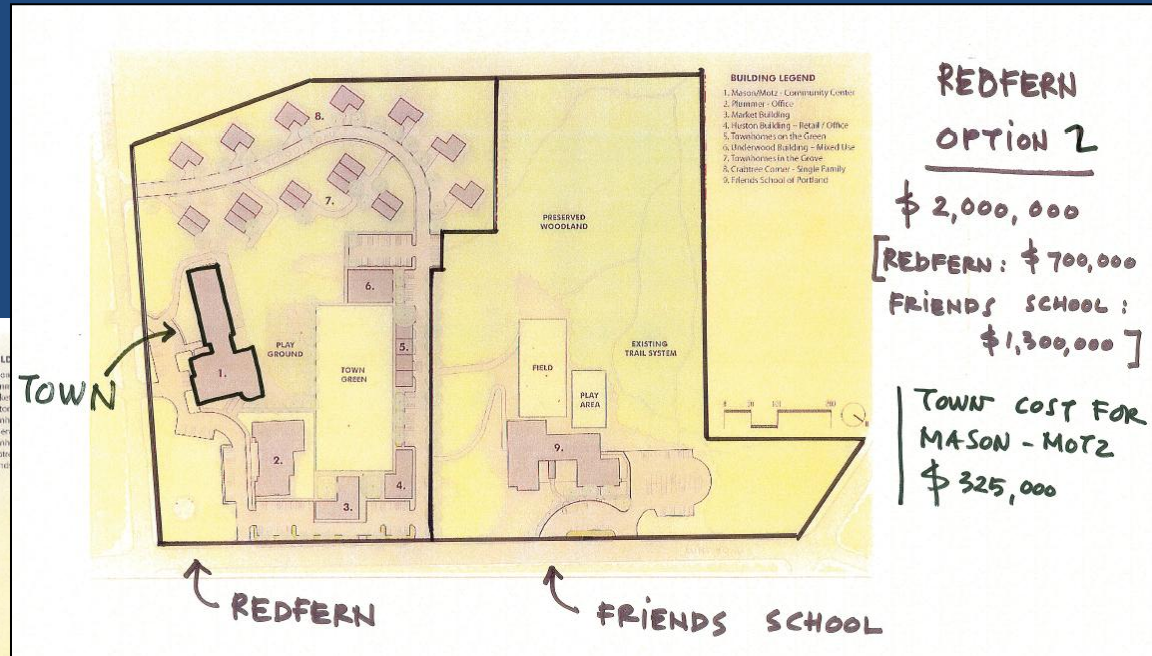 BUILDING LEGEND
1. Mason/Motz - Community Center
2. Plummer - Office
3. Market Building
4. Huston Building – Retail / Office
5. Townhomes on the Green
6. Underwood Building – Mixed Use
7. Townhomes in the Grove
8. Crabtree Corner - Single Family
9. Friends School of Portland
REDFERN
OPTION 2
$ 2,000,000
[REDFERN: $ 700,000
FRIENDS SCHOOL:
$1,300,000]
TOWN COST FOR
MASON - MOTZ
$ 325,000
8.
7.
PRESERVED
WOODLAND
6.
5.
PLAY
GROUND
TOWN
GREEN
1.
TOWN
EXISTING
TRAIL SYSTEM
FIELD
PLAY
AREA
2.
3.
4.
9.
REDFERN
FRIENDS SCHOOL